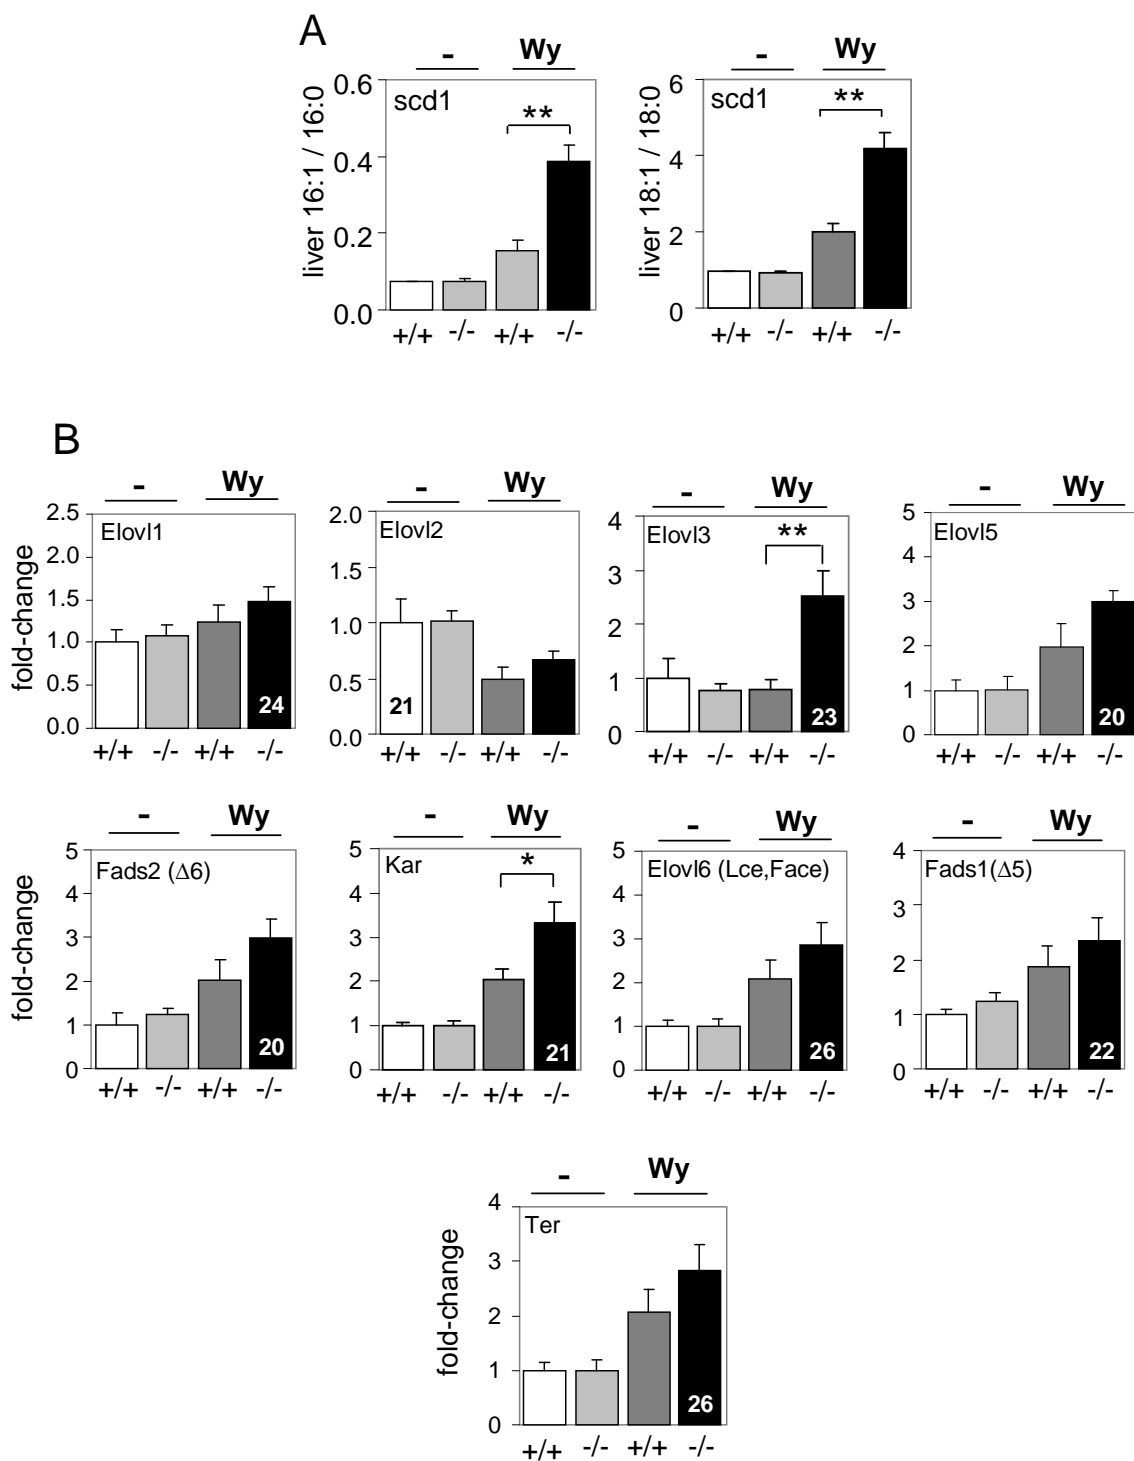 A
- Wy
scd1
liver 16:1 / 16:0
0.6
0.4
0.2
0.0
**
+/+ -/- +/+ -/-
- Wy
scd1
liver 18:1 / 18:0
6
4
2
0
**
+/+ -/- +/+ -/-
B
- Wy
Elovl1
fold-change
2.5
2.0
1.5
1.0
0.5
0.0
24
+/+ -/- +/+ -/-
- Wy
Elovl2
2.0
1.5
1.0
0.5
0.0
21
+/+ -/- +/+ -/-
- Wy
Elovl3
4
3
2
1
0
**
23
+/+ -/- +/+ -/-
- Wy
Elovl5
5
4
3
2
1
0
20
+/+ -/- +/+ -/-
- Wy
Fads2 (Δ6)
fold-change
5
4
3
2
1
0
20
+/+ -/- +/+ -/-
- Wy
Kar
5
4
3
2
1
0
*
21
+/+ -/- +/+ -/-
- Wy
Elovl6 (Lce,Face)
5
4
3
2
1
0
26
+/+ -/- +/+ -/-
- Wy
Fads1(Δ5)
4
3
2
1
0
22
+/+ -/- +/+ -/-
- Wy
Ter
fold-change
4
3
2
1
0
26
+/+ -/- +/+ -/-